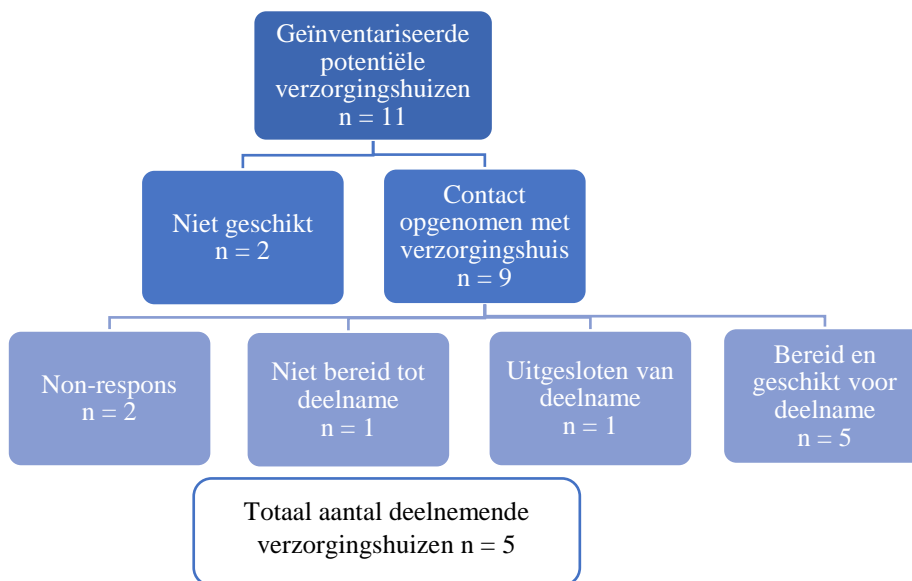 Geïnventariseerde
potentiële
verzorgingshuizen
n = 11
Niet geschikt
n = 2
Contact
opgenomen met
verzorgingshuis
n = 9
Non-respons
n = 2
Niet bereid tot
deelname
n = 1
Uitgesloten van
deelname
n = 1
Bereid en
geschikt voor
deelname
n = 5
Totaal aantal deelnemende
verzorgingshuizen n = 5